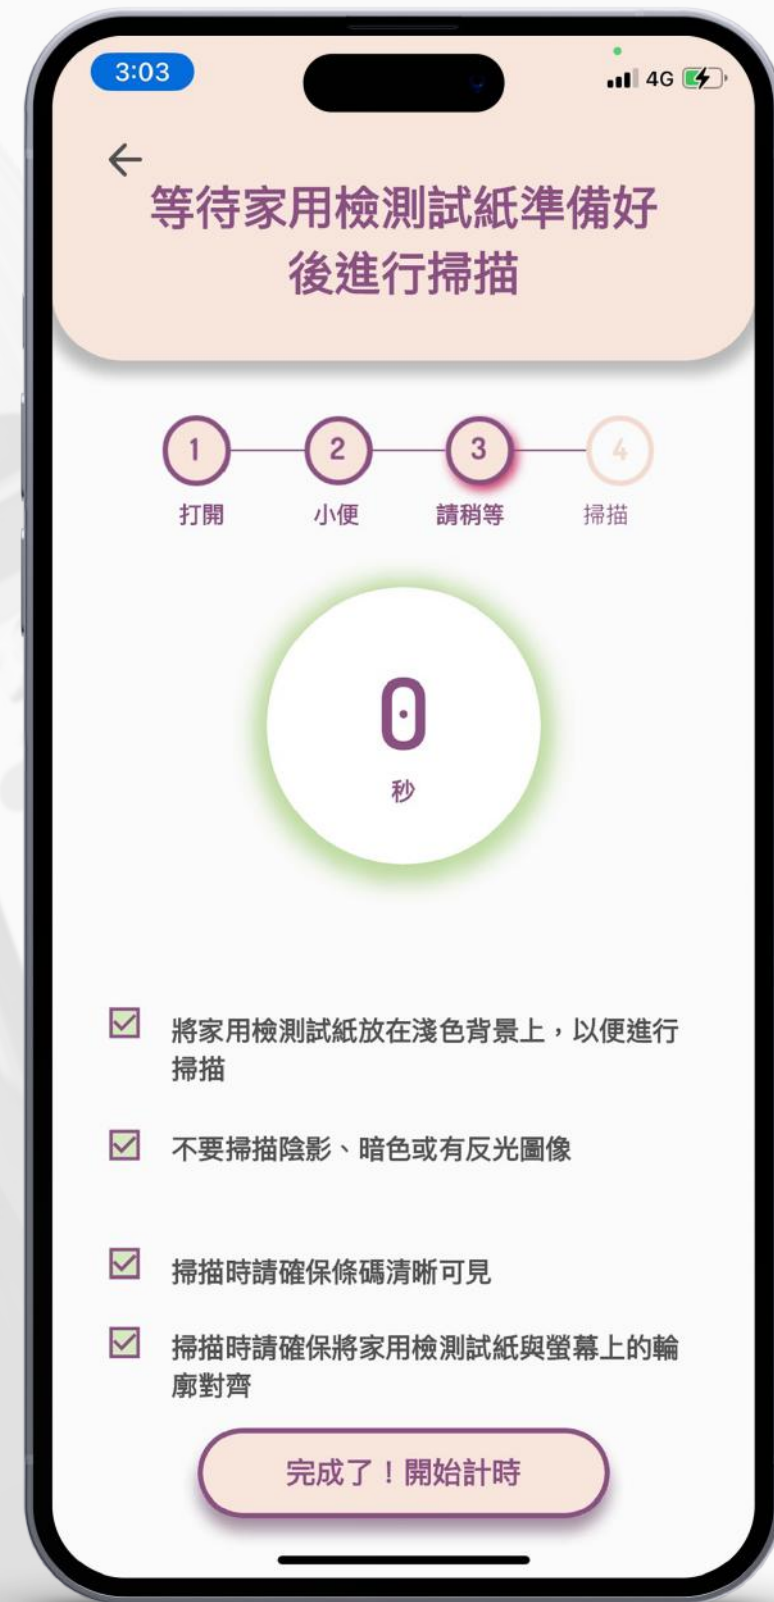 3:03
4G
等待家用檢測試紙準備好
後進行掃描
1
2
3
4
打開
小便
請稍等
掃描
0
秒
將家用檢測試紙放在淺色背景上，以便進行
掃描
不要掃描陰影、暗色或有反光圖像
掃描時請確保條碼清晰可見
掃描時請確保將家用檢測試紙與螢幕上的輪
廓對齊
完成了！開始計時